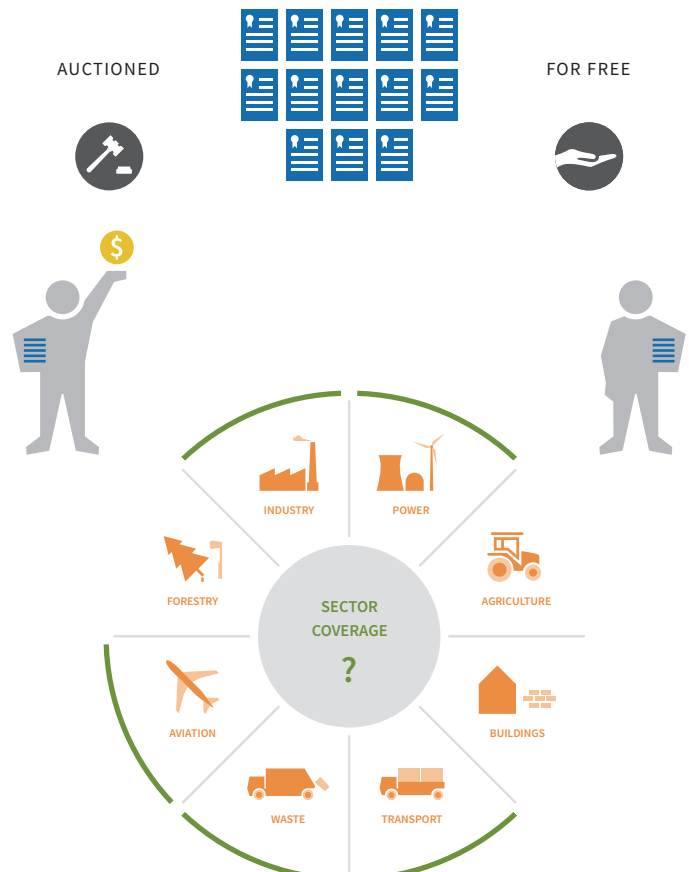 AUCTIONED
FOR FREE
$
INDUSTRY
POWER
FORESTRY
AGRICULTURE
SECTOR
COVERAGE
?
AVIATION
BUILDINGS
WASTE
TRANSPORT